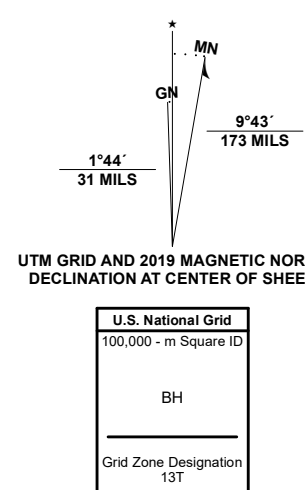 ★
MN
GN
9°43´
173 MILS
1°44´
31 MILS
UTM GRID AND 2019 MAGNETIC NOR
DECLINATION AT CENTER OF SHEE
U.S. National Grid
100,000 - m Square ID
BH
Grid Zone Designation
13T